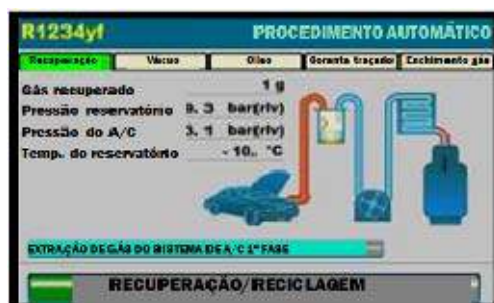 R1234yf PROCEDIMENTO AUTOMÁTICO
Recuperação Vácuo Óleo Corante traçador Enchimento gás
Gás recuperado 1 g
Pressão reservatório 9.3 bar(rlv)
Pressão do A/C 3.1 bar(rlv)
Temp. do reservatório -10.. °C
EXTRAÇÃO DE GÁS DO SISTEMA DE A/C 1ª FASE
RECUPERAÇÃO/RECICLAGEM